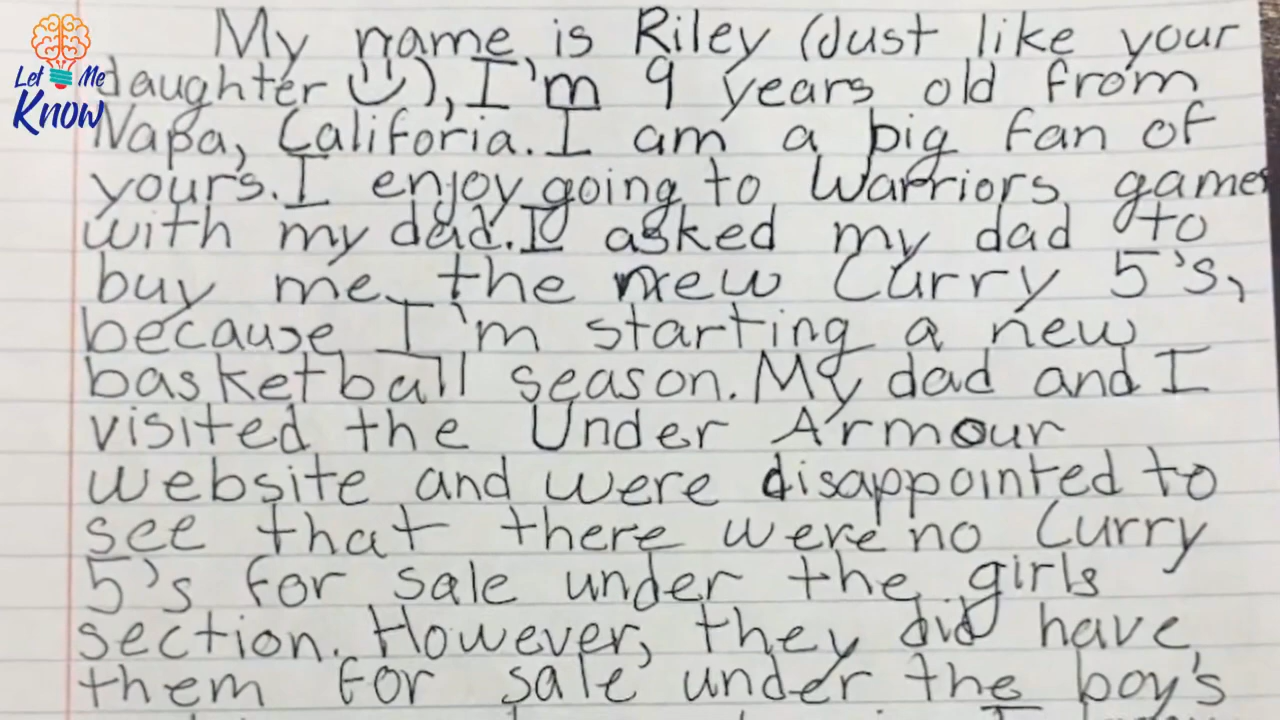 Let Me
Know
My name is Riley (Just like your
daughter :)), I'm 9 years old from
Napa, Califoria. I am a big fan of
yours. I enjoy going to Warriors games
with my dad. I asked my dad to
buy me the new Curry 5's,
because I'm starting a new
basketball season. My dad and I
visited the Under Armour
website and were disappointed to
see that there were no Curry
5's for sale under the girls
section. However, they did have
them for sale under the boy's